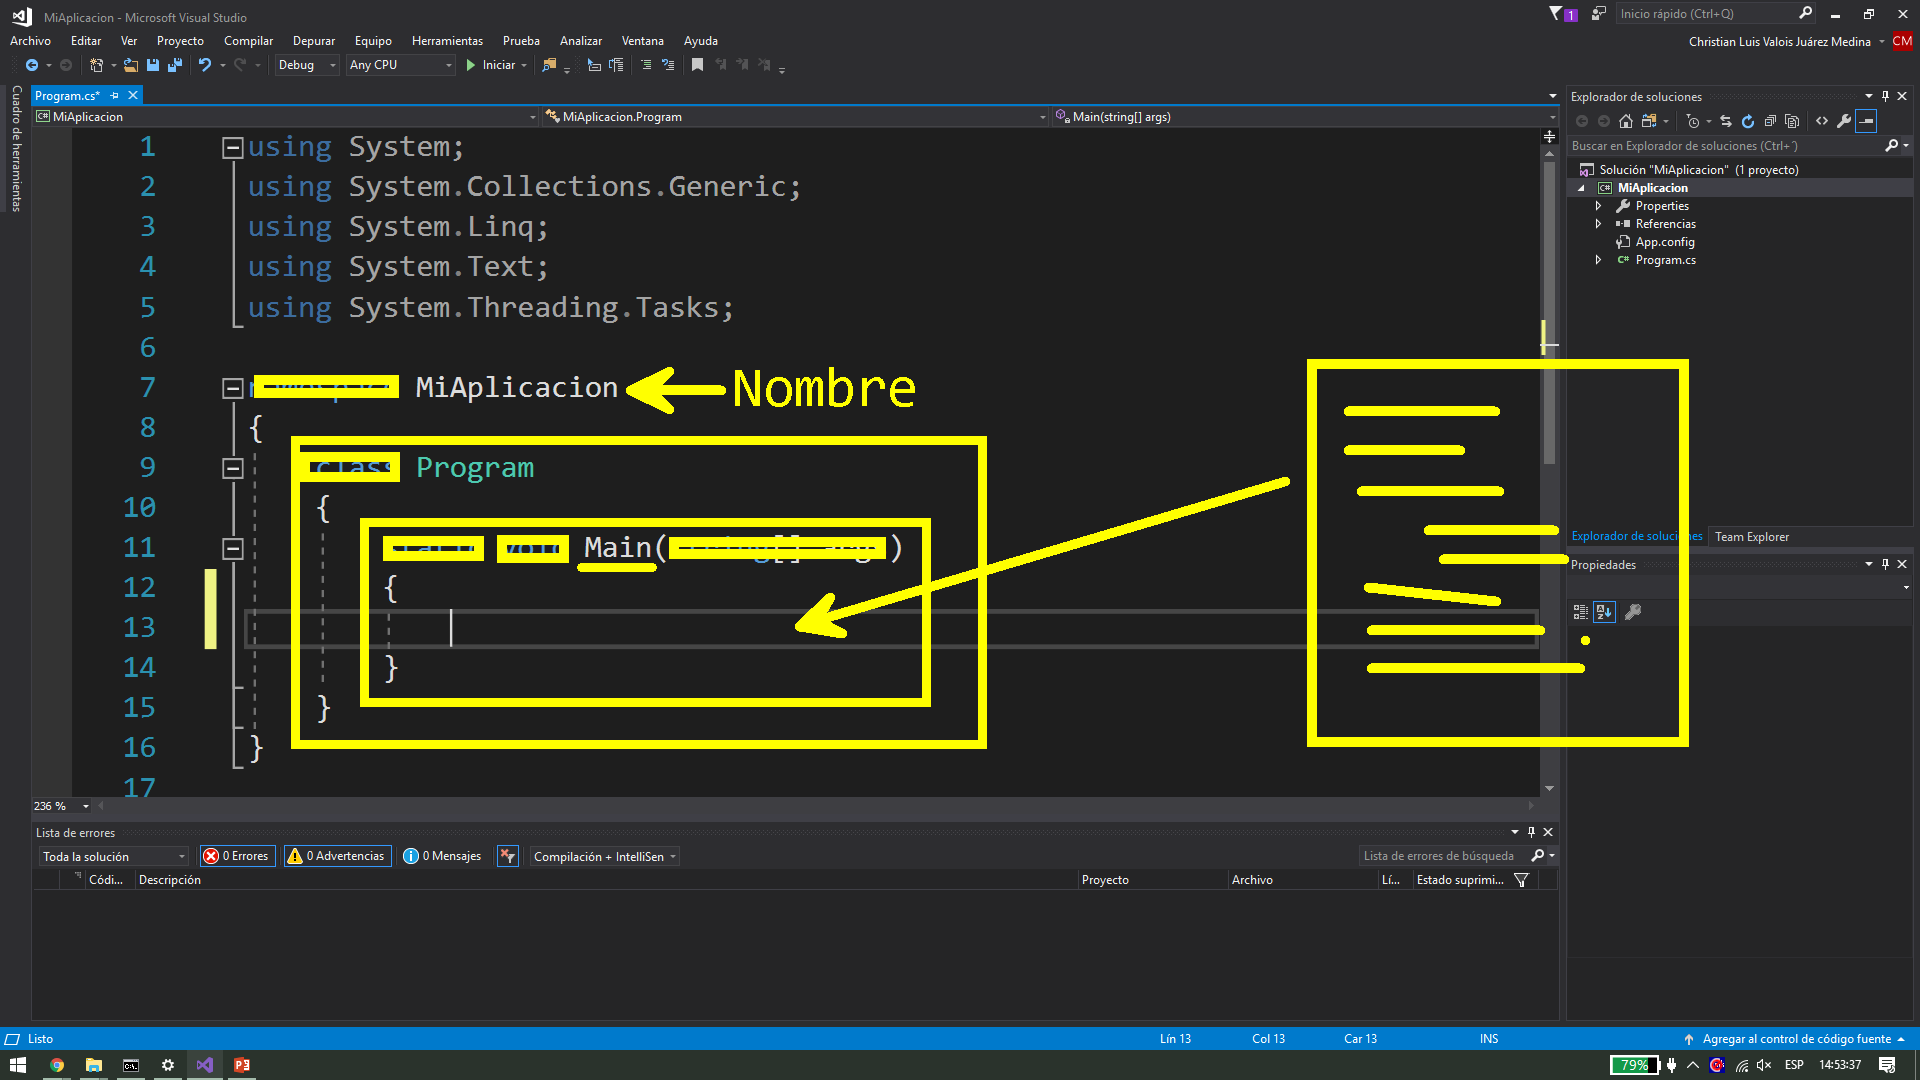 MiAplicacion - Microsoft Visual Studio
1
Inicio rápido (Ctrl+Q)
Archivo Editar Ver Proyecto Compilar Depurar Equipo Herramientas Prueba Analizar Ventana Ayuda
Christian Luis Valois Juárez Medina CM
Debug Any CPU Iniciar
Cuadro de herramientas
Program.cs*
MiAplicacion MiAplicacion.Program Main(string[] args)
1 using System;
2 using System.Collections.Generic;
3 using System.Linq;
4 using System.Text;
5 using System.Threading.Tasks;
6
7 MiAplicacion Nombre
8 {
9 class Program
10 {
11 Main( )
12 {
13
14 }
15 }
16 }
17
236 %
Explorador de soluciones
Buscar en Explorador de soluciones (Ctrl+´)
Solución "MiAplicacion" (1 proyecto)
C# MiAplicacion
Properties
Referencias
App.config
C# Program.cs
Explorador de soluciones Team Explorer
Propiedades
Lista de errores
Toda la solución 0 Errores 0 Advertencias 0 Mensajes Compilación + IntelliSen Lista de errores de búsqueda
Códi... Descripción Proyecto Archivo Lí... Estado suprimi...
Listo Lín 13 Col 13 Car 13 INS Agregar al control de código fuente
79% ESP 14:53:37